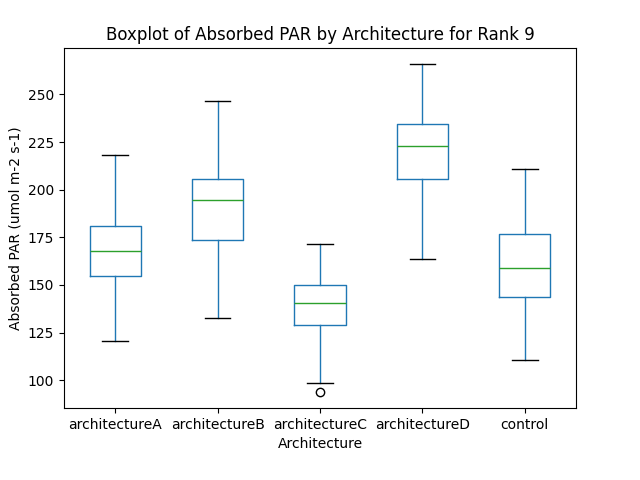 Boxplot of Absorbed PAR by Architecture for Rank 9
Absorbed PAR (umol m-2 s-1)
250
225
200
175
150
125
100
architectureA architectureB architectureC architectureD control
Architecture